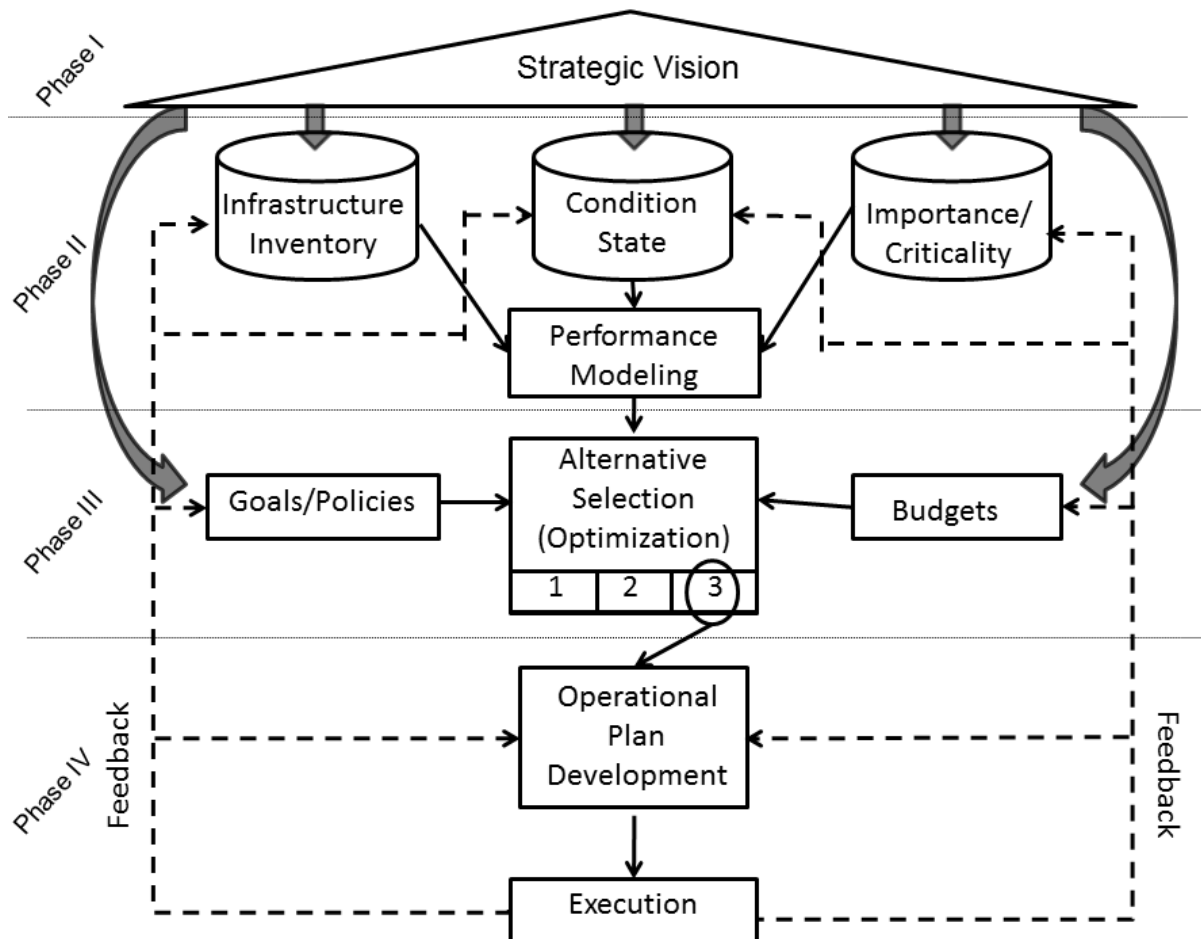 Phase I
Strategic Vision
Phase II
Infrastructure
Inventory
Condition
State
Importance/
Criticality
Performance
Modeling
Phase III
Goals/Policies
Alternative
Selection
(Optimization)
1 2 3
Budgets
Phase IV
Feedback
Operational
Plan
Development
Feedback
Execution